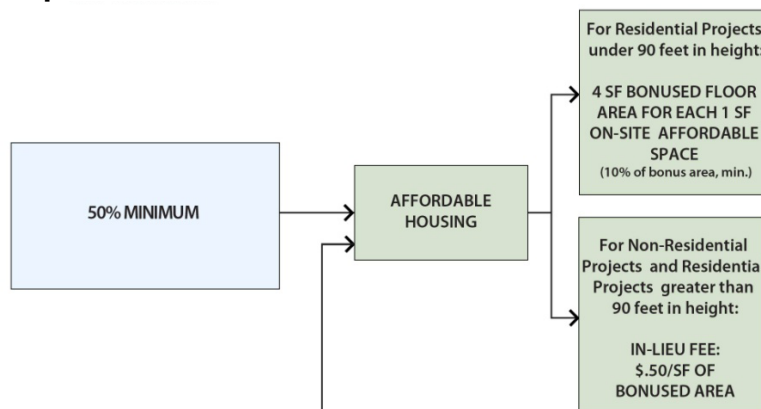 50% MINIMUM
AFFORDABLE
HOUSING
For Residential Projects
under 90 feet in height:
4 SF BONUSED FLOOR
AREA FOR EACH 1 SF
ON-SITE AFFORDABLE
SPACE
(10% of bonus area, min.)
For Non-Residential
Projects and Residentia
Projects greater than
90 feet in height:
IN-LIEU FEE:
$.50/SF OF
BONUSED AREA